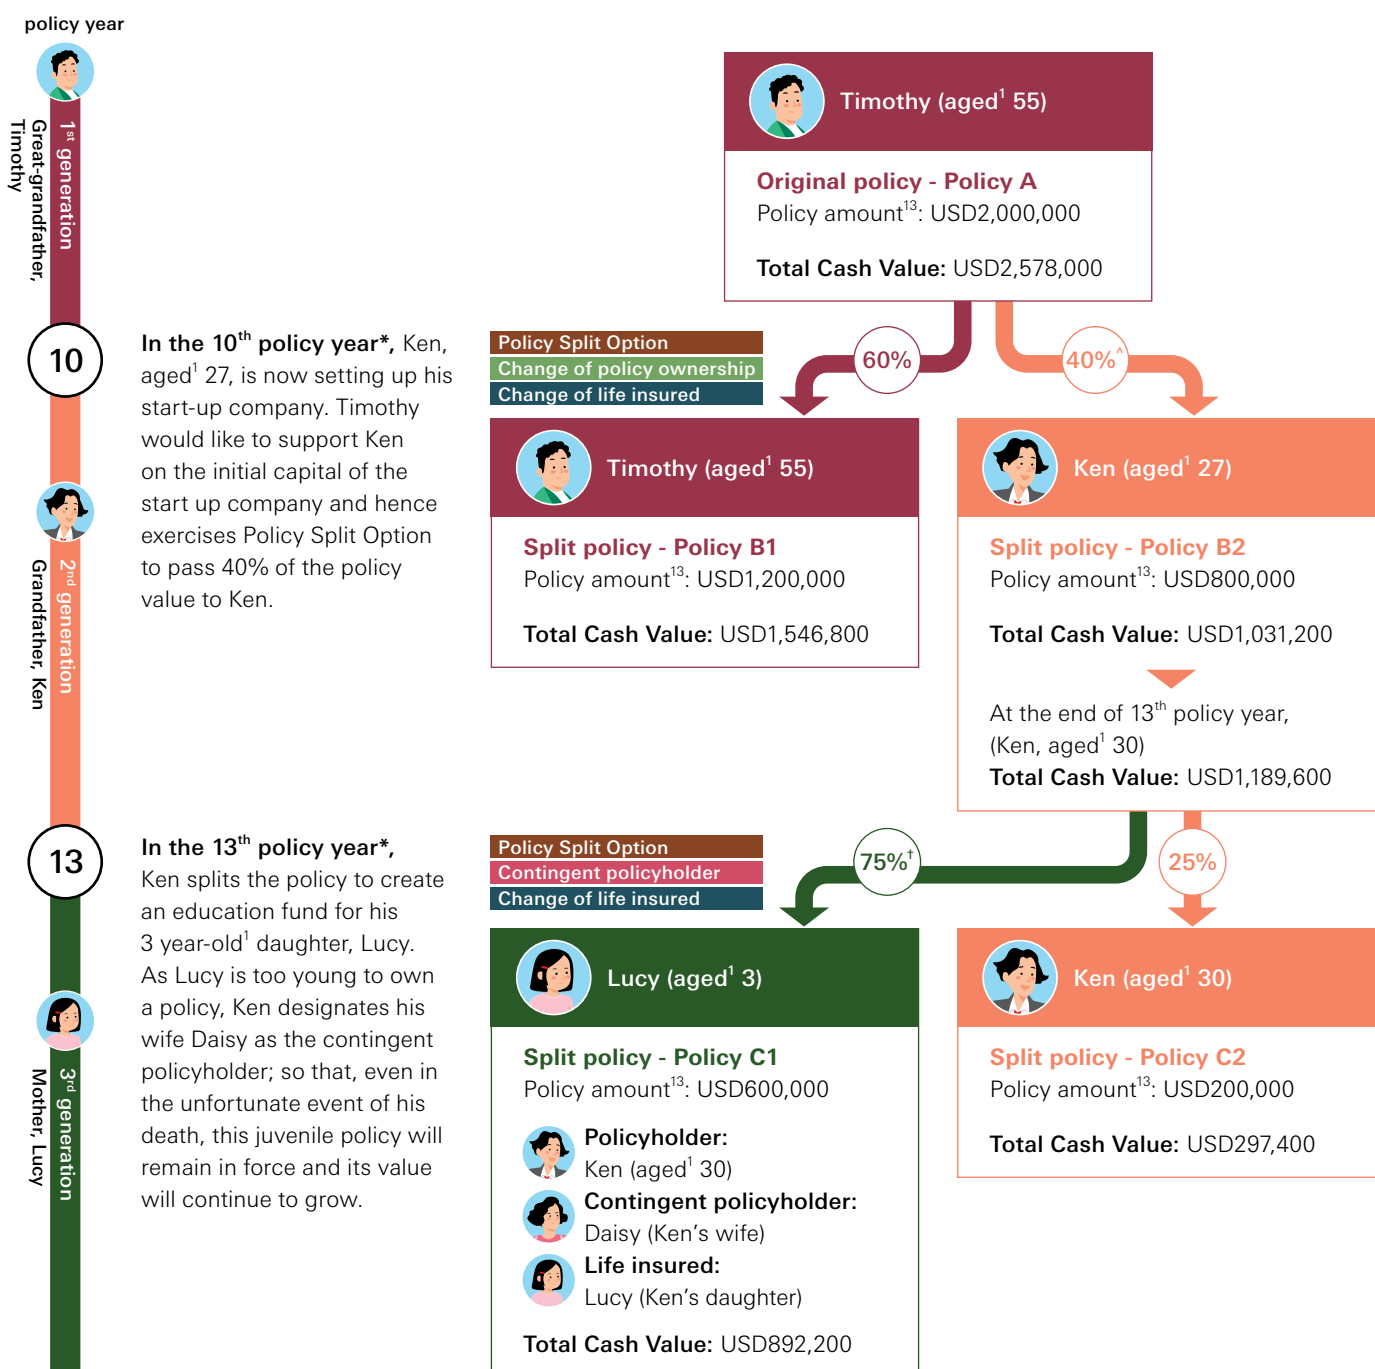 policy year
1st generation
Great-grandfather,
Timothy
Timothy (aged1 55)
Original policy - Policy A
Policy amount13: USD2,000,000
Total Cash Value: USD2,578,000
10
In the 10th policy year*, Ken,
aged1 27, is now setting up his
start-up company. Timothy
would like to support Ken
on the initial capital of the
start up company and hence
exercises Policy Split Option
to pass 40% of the policy
value to Ken.
Policy Split Option
Change of policy ownership
Change of life insured
60%
40%^
Timothy (aged1 55)
Split policy - Policy B1
Policy amount13: USD1,200,000
Total Cash Value: USD1,546,800
Ken (aged1 27)
Split policy - Policy B2
Policy amount13: USD800,000
Total Cash Value: USD1,031,200
At the end of 13th policy year,
(Ken, aged1 30)
Total Cash Value: USD1,189,600
2nd generation
Grandfather, Ken
13
In the 13th policy year*,
Ken splits the policy to create
an education fund for his
3 year-old1 daughter, Lucy.
As Lucy is too young to own
a policy, Ken designates his
wife Daisy as the contingent
policyholder; so that, even in
the unfortunate event of his
death, this juvenile policy will
remain in force and its value
will continue to grow.
Policy Split Option
Contingent policyholder
Change of life insured
75%†
25%
Lucy (aged1 3)
Split policy - Policy C1
Policy amount13: USD600,000
Policyholder:
Ken (aged1 30)
Contingent policyholder:
Daisy (Ken's wife)
Life insured:
Lucy (Ken's daughter)
Total Cash Value: USD892,200
Ken (aged1 30)
Split policy - Policy C2
Policy amount13: USD200,000
Total Cash Value: USD297,400
3rd generation
Mother, Lucy